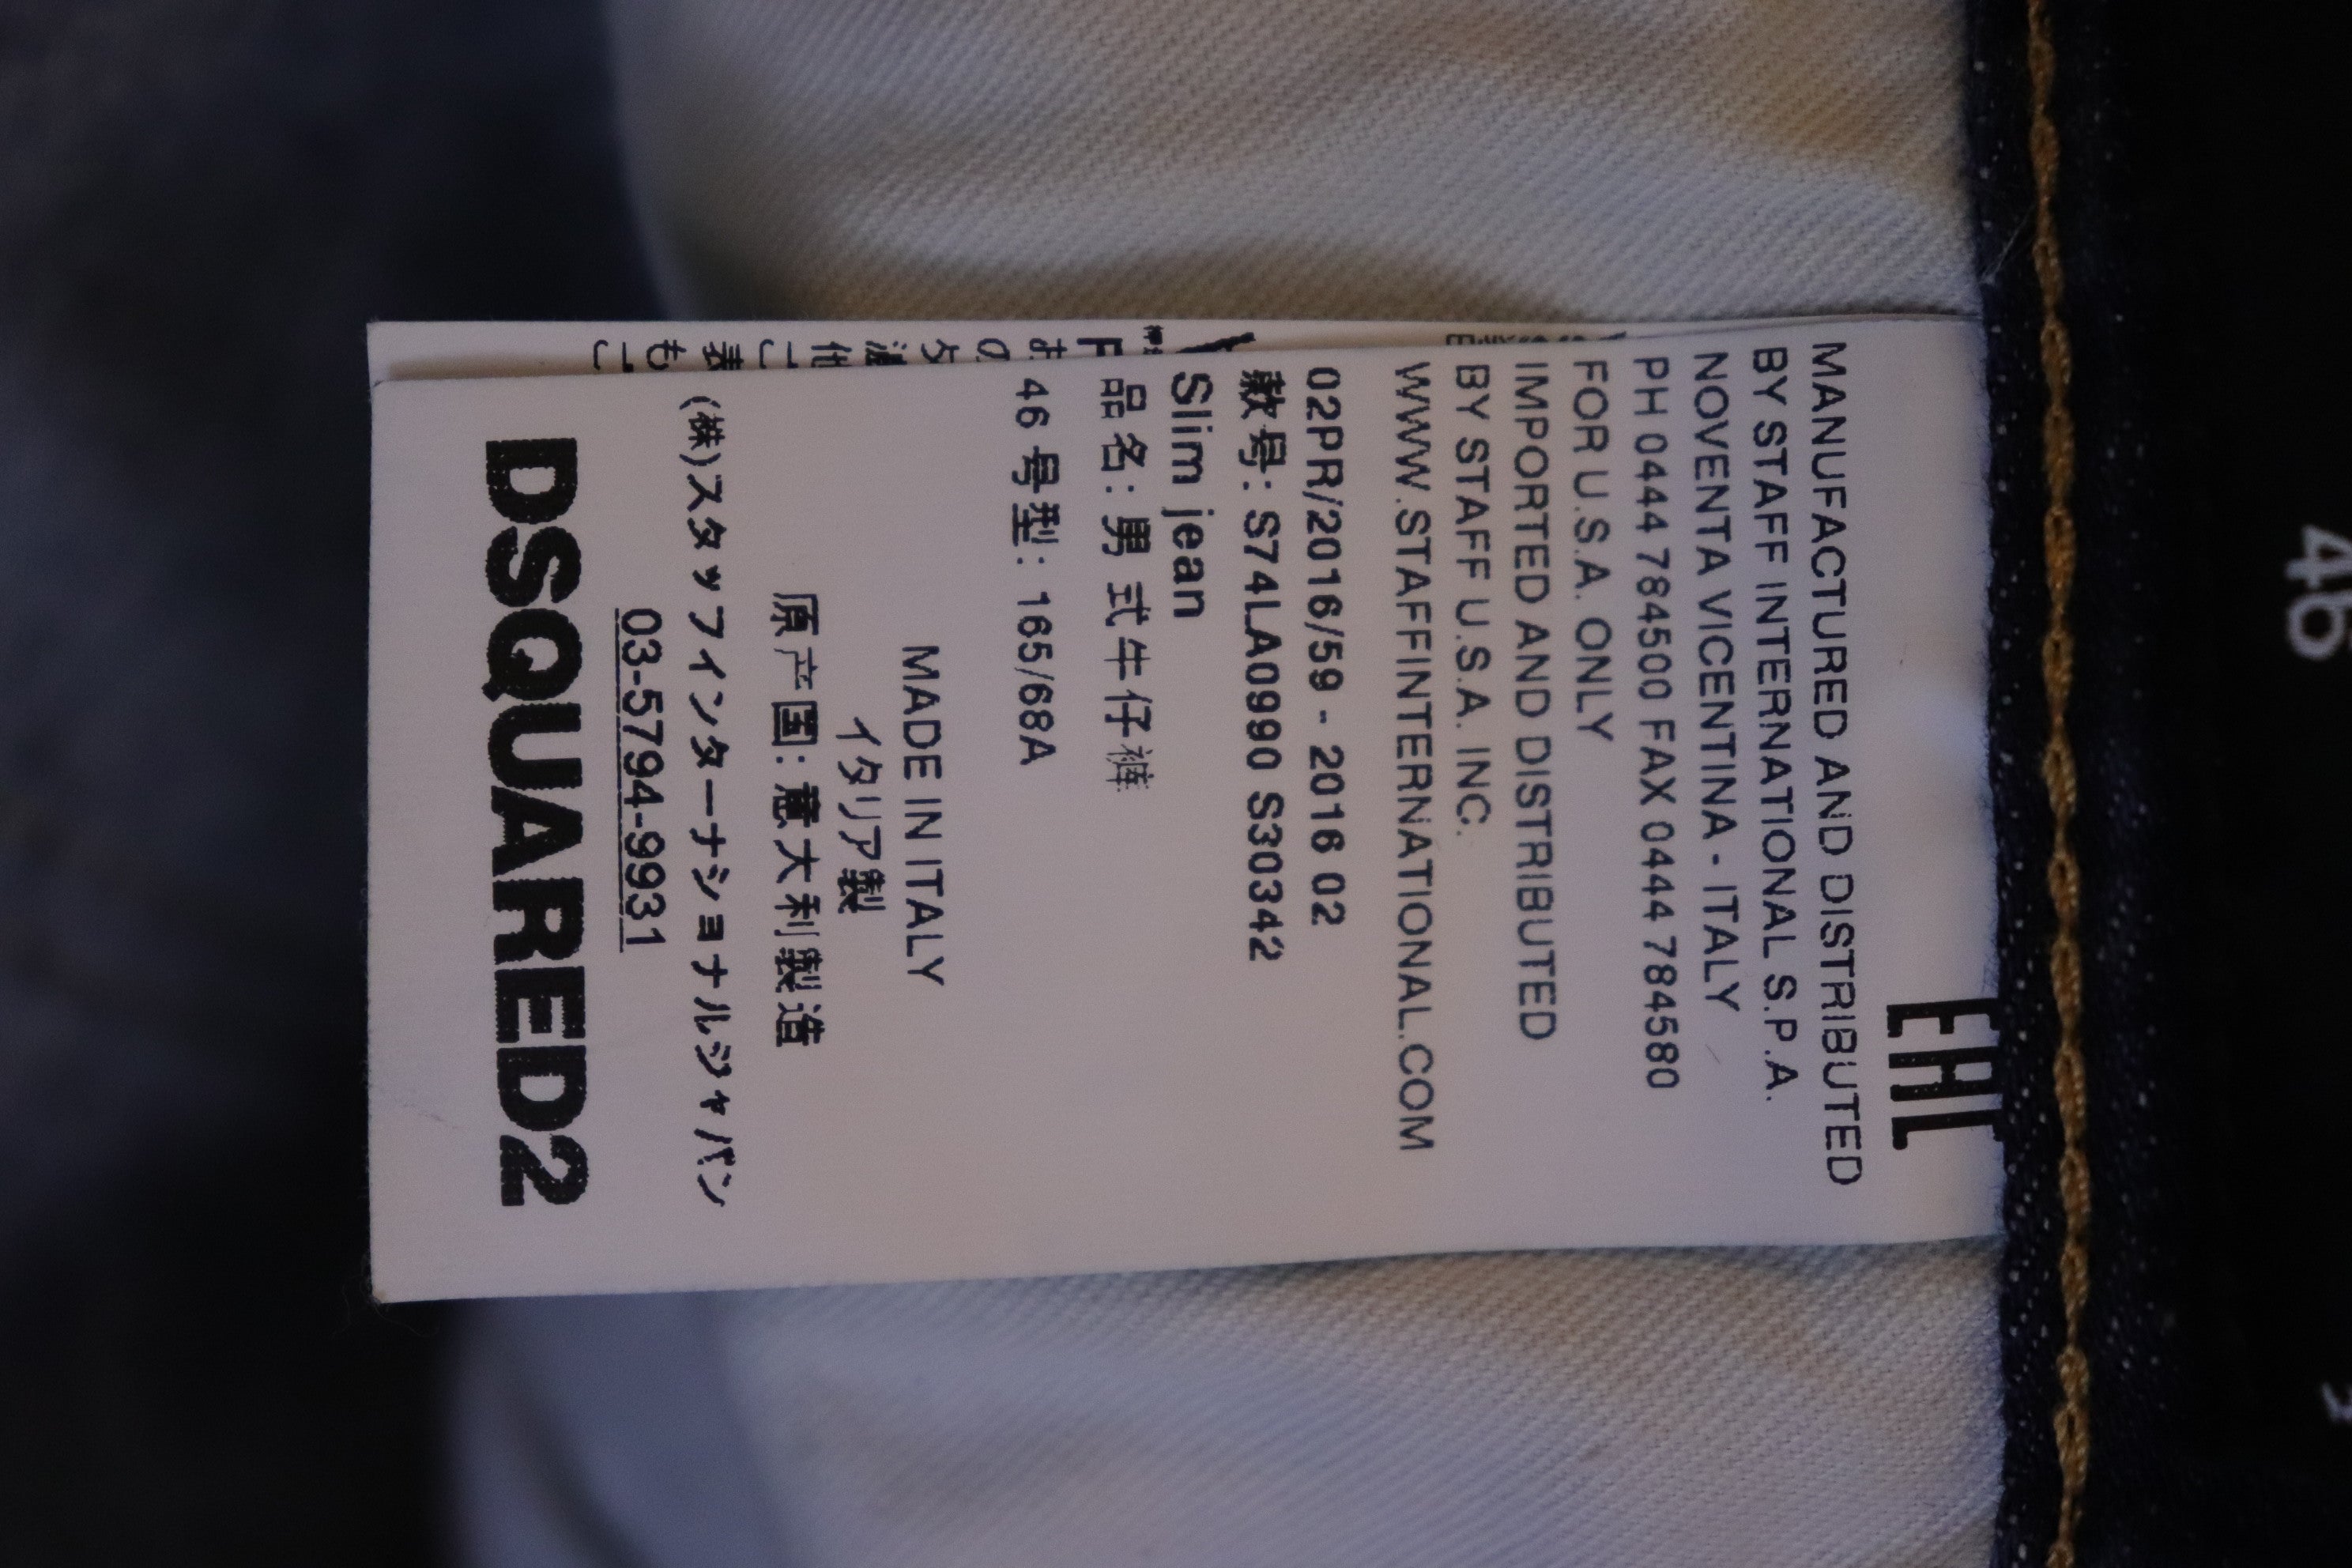 EAC
MANUFACTURED AND DISTRIBUTED
BY STAFF INTERNATIONAL S.P.A.
NOVENTA VICENTINA - ITALY
PH 0444 784500 FAX 0444 784580
FOR U.S.A. ONLY
IMPORTED AND DISTRIBUTED
BY STAFF U.S.A. INC.
WWW.STAFFINTERNATIONAL.COM
02PR/2016/59 - 2016 02
款号: S74LA0990 S30342
Slim jean
品名: 男式牛仔裤
46 号型: 165/68A
MADE IN ITALY
イタリア製
原产国: 意大利製造
(株)スタッフインターナショナルジャパン
03-5794-9931
DSQUARED2
46